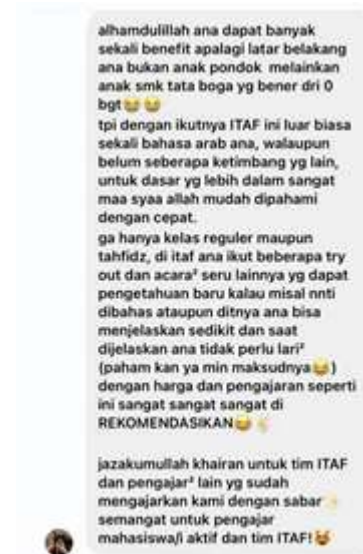 alhamdulillah ana dapat banyak
sekali benefit apalagi latar belakang
ana bukan anak pondok melainkan
anak smk tata boga yg bener dri 0
bgt😂😂
tpi dengan ikutnya ITAF ini luar biasa
sekali bahasa arab ana, walaupun
belum seberapa ketimbang yg lain,
untuk dasar yg lebih dalam sangat
maa syaa allah mudah dipahami
dengan cepat.
ga hanya kelas reguler maupun
tahfidz, di itaf ana ikut beberapa try
out dan acara² seru lainnya yg dapat
pengetahuan baru kalau misal nnti
dibahas ataupun ditnya ana bisa
menjelaskan sedikit dan saat
dijelaskan ana tidak perlu lari²
(paham kan ya min maksudnya😂)
dengan harga dan pengajaran seperti
ini sangat sangat sangat di
REKOMENDASIKAN
jazakumullah khairan untuk tim ITAF
dan pengajar² lain yg sudah
mengajarkan kami dengan sabar
semangat untuk pengajar
mahasiswa/i aktif dan tim ITAF!